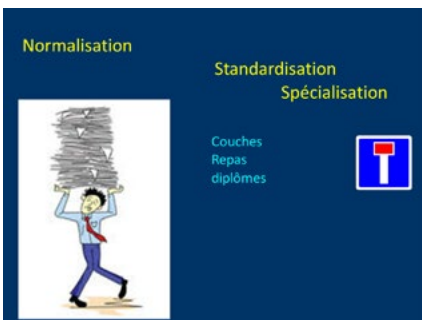 Normalisation
Standardisation
Spécialisation
Couches
Repas
diplômes